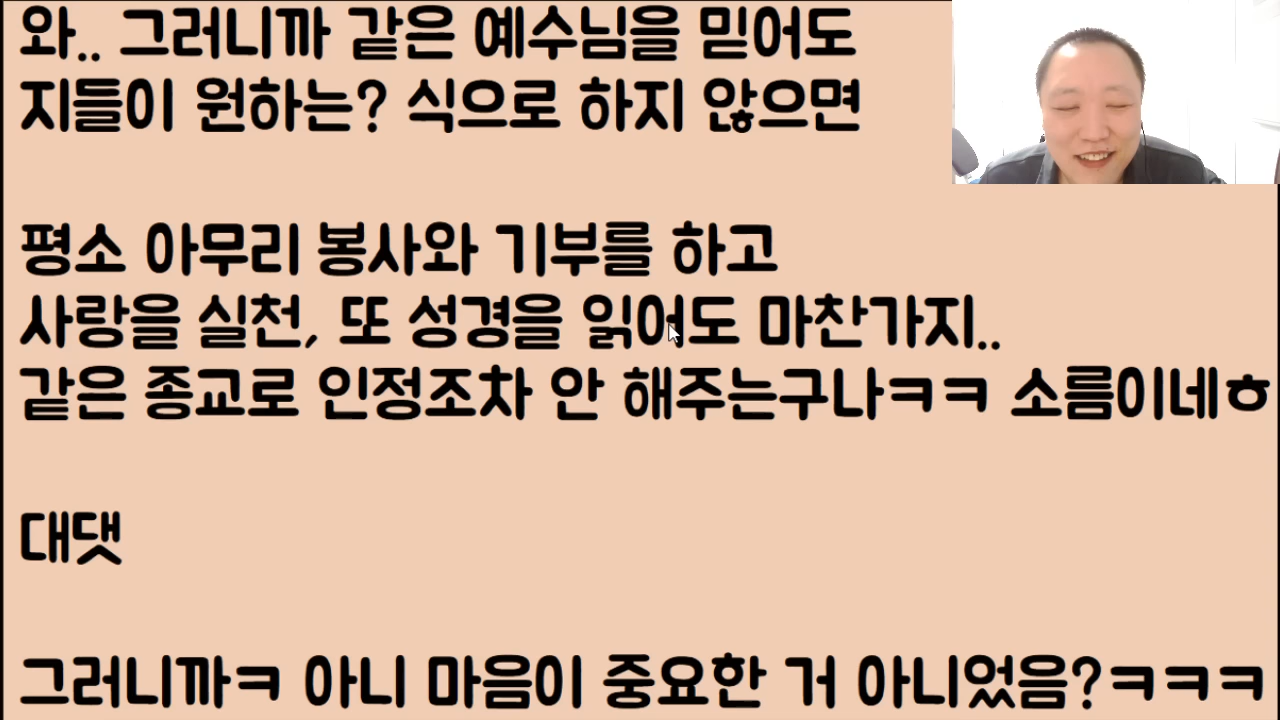 와.. 그러니까 같은 예수님을 믿어도
지들이 원하는? 식으로 하지 않으면
평소 아무리 봉사와 기부를 하고
사랑을 실천, 또 성경을 읽어도 마찬가지..
같은 종교로 인정조차 안 해주는구나ㅋㅋ 소름이네ㅎ
대댓
그러니까ㅋ 아니 마음이 중요한 거 아니었음?ㅋㅋㅋ